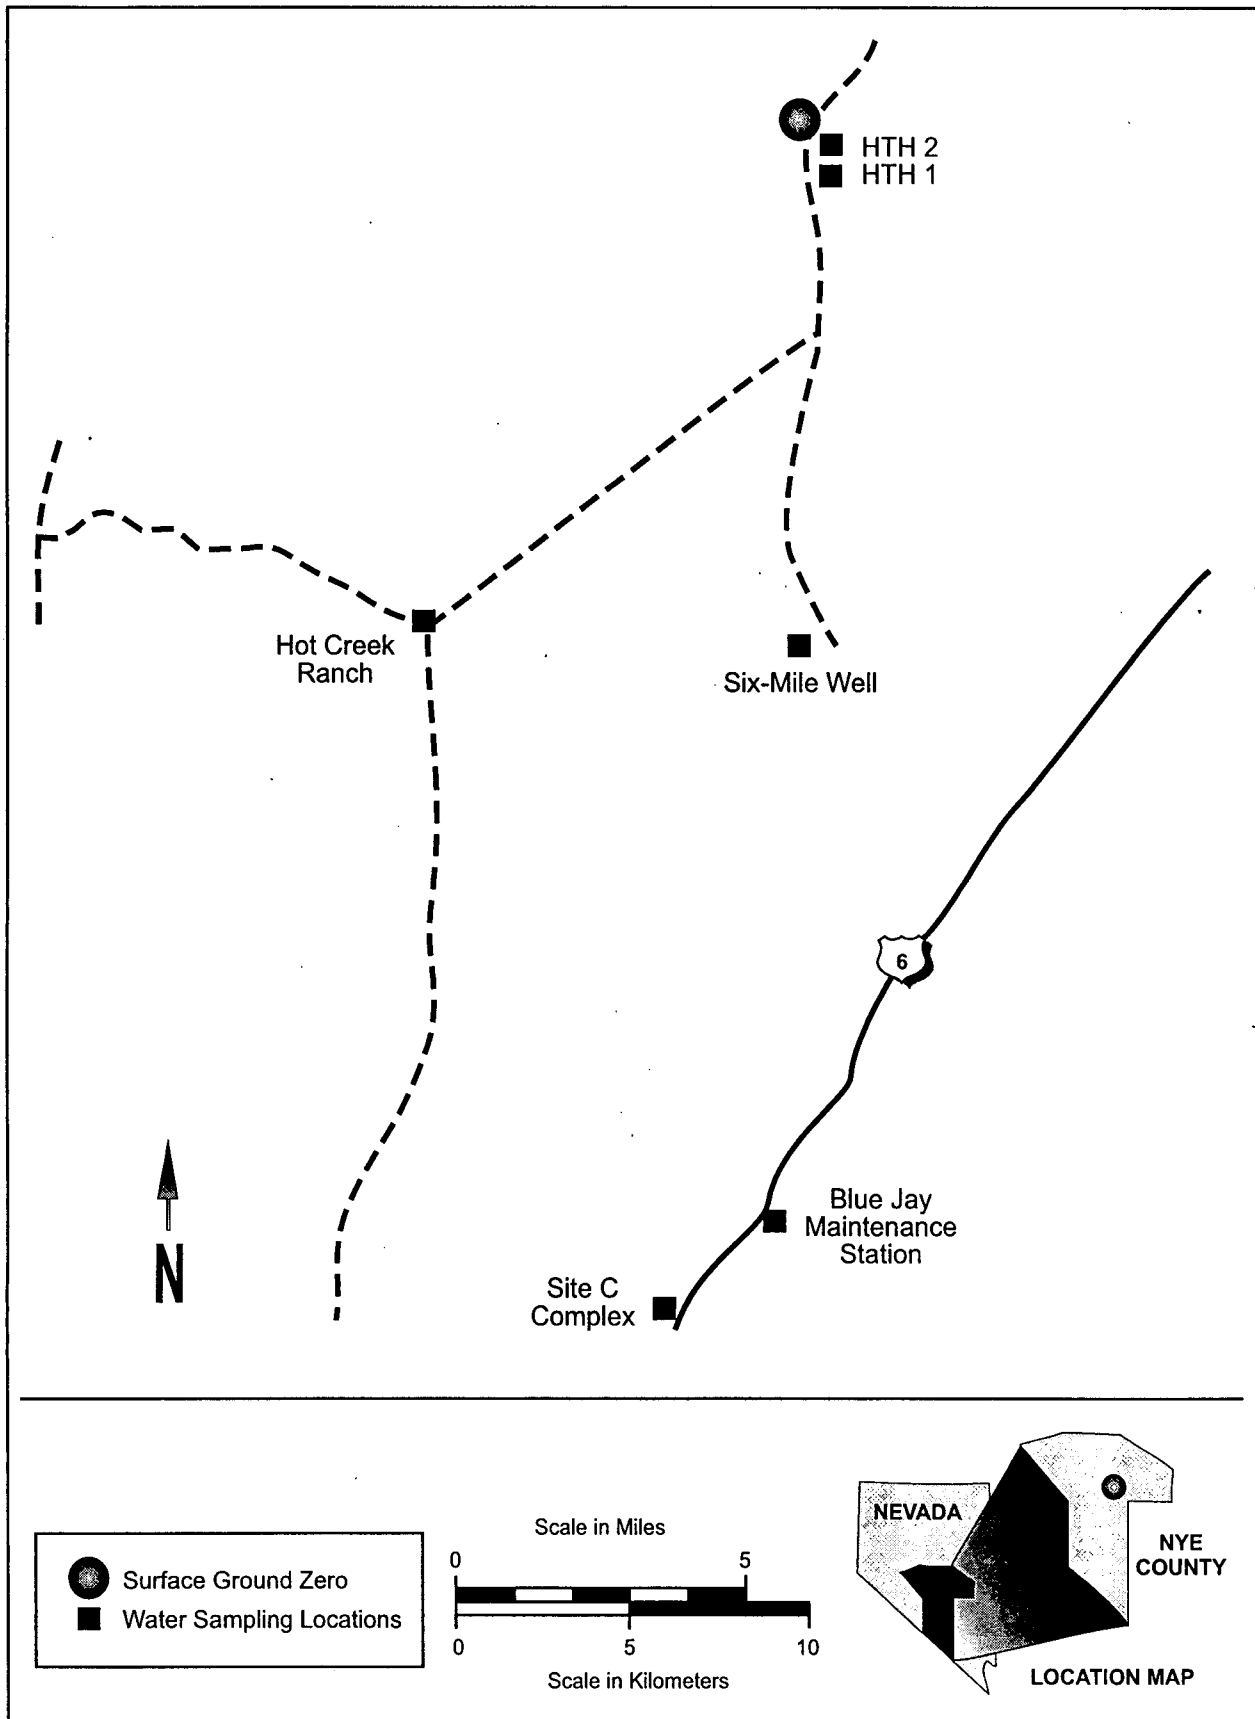 HTH 2
HTH 1
Hot Creek
Ranch
Six-Mile Well
6
Blue Jay
Maintenance
Station
N
Site C
Complex
Surface Ground Zero
Water Sampling Locations
Scale in Miles
0 5
0 5 10
Scale in Kilometers
NEVADA
NYE
COUNTY
LOCATION MAP